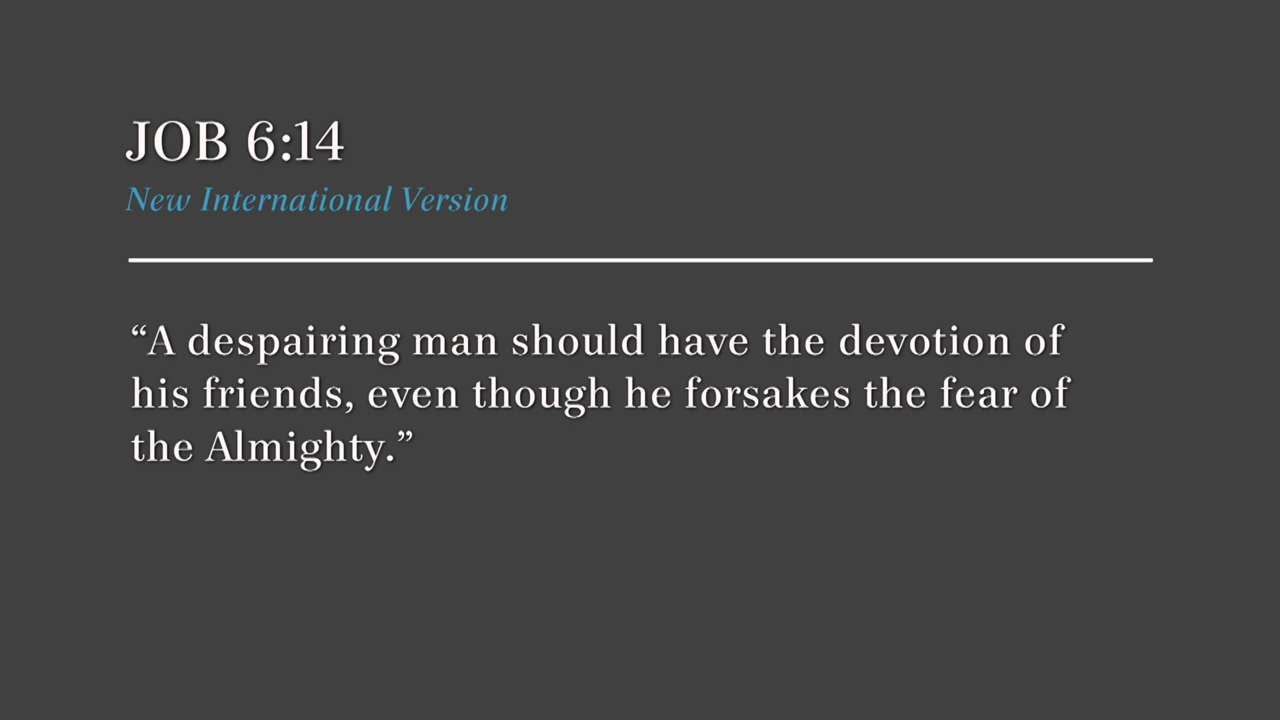 JOB 6:14
New International Version
“A despairing man should have the devotion of
his friends, even though he forsakes the fear of
the Almighty.”